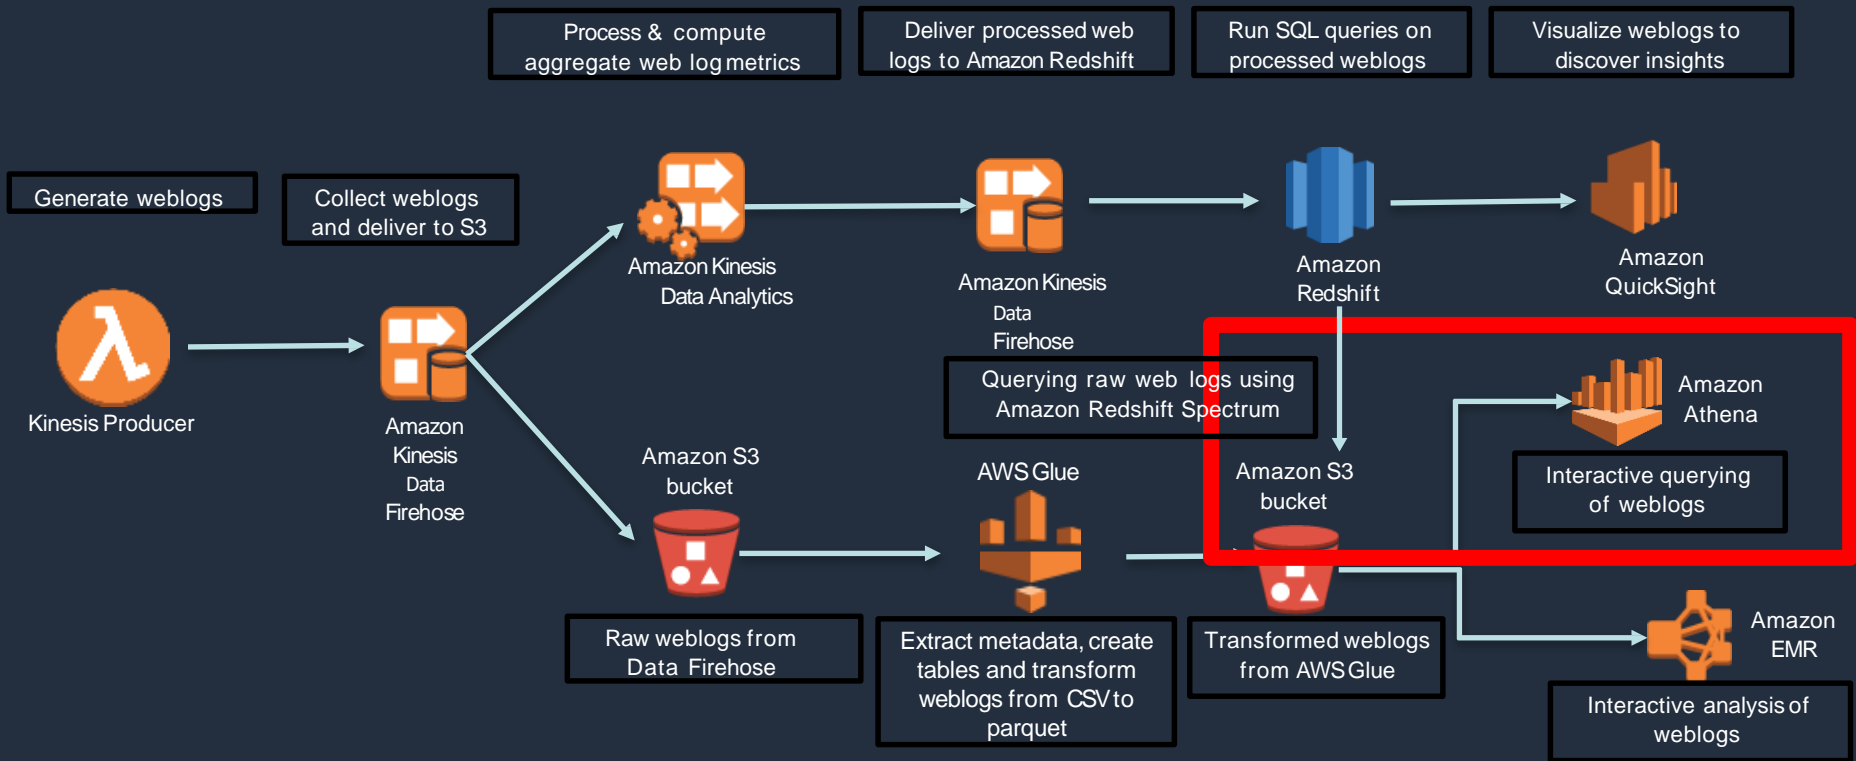 Process & compute
aggregate web log metrics
Deliver processed web
logs to Amazon Redshift
Run SQL queries on
processed weblogs
Visualize weblogs to
discover insights
Generate weblogs
Collect weblogs
and deliver to S3
Amazon Kinesis
Data Analytics
Amazon Kinesis
Data
Firehose
Amazon
Redshift
Amazon
QuickSight
Kinesis Producer
Amazon
Kinesis
Data
Firehose
Querying raw web logs using
Amazon Redshift Spectrum
Amazon
Athena
Interactive querying
of weblogs
Amazon S3
bucket
AWS Glue
Amazon S3
bucket
Raw weblogs from
Data Firehose
Extract metadata, create
tables and transform
weblogs from CSV to
parquet
Transformed weblogs
from AWS Glue
Amazon
EMR
Interactive analysis of
weblogs